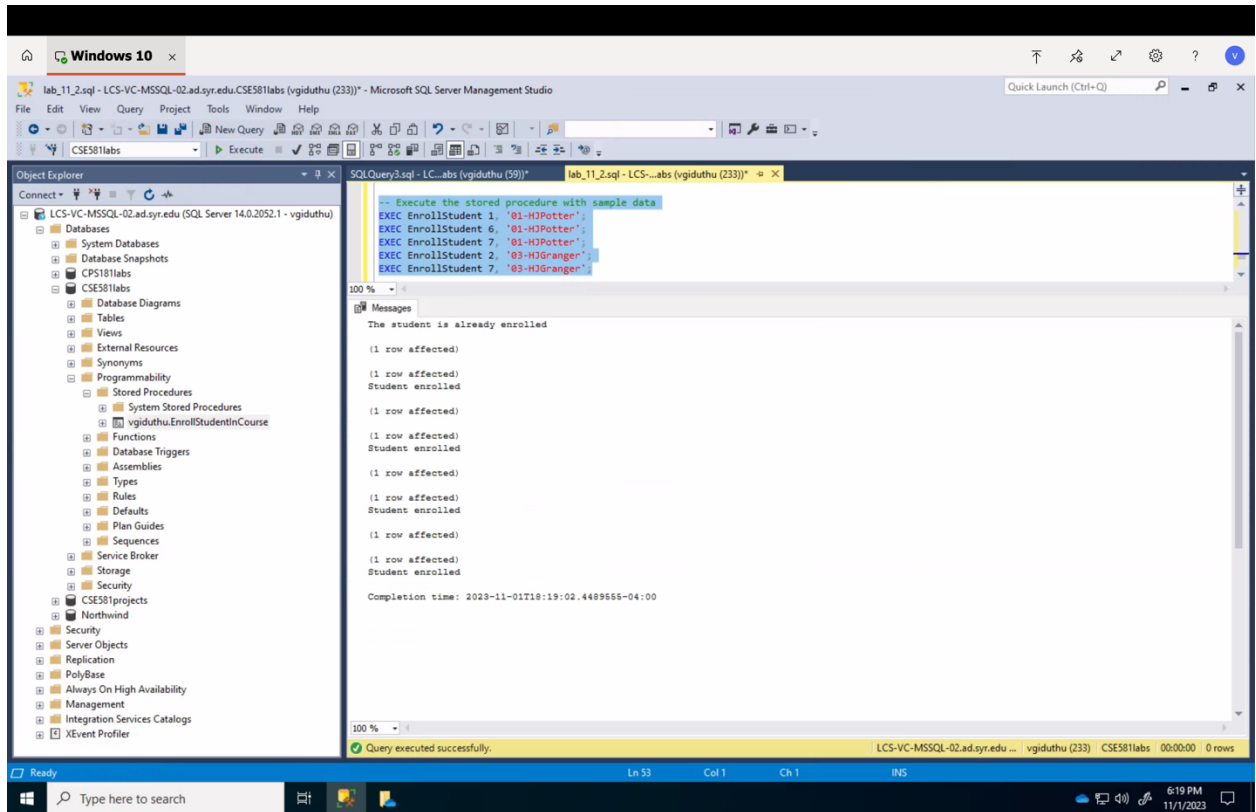 Windows 10 ×
? V
lab_11_2.sql - LCS-VC-MSSQL-02.ad.syr.edu.CSE581labs (vgiduthu (233))* - Microsoft SQL Server Management Studio
Quick Launch (Ctrl+Q)
File Edit View Query Project Tools Window Help
New Query
CSE581labs Execute
Object Explorer
SQLQuery3.sql - LC...abs (vgiduthu (59))* lab_11_2.sql - LCS-...abs (vgiduthu (233))*
Connect
LCS-VC-MSSQL-02.ad.syr.edu (SQL Server 14.0.2052.1 - vgiduthu)
Databases
System Databases
Database Snapshots
CPS181labs
CSE581labs
Database Diagrams
Tables
Views
External Resources
Synonyms
Programmability
Stored Procedures
System Stored Procedures
vgiduthu.EnrollStudentInCourse
Functions
Database Triggers
Assemblies
Types
Rules
Defaults
Plan Guides
Sequences
Service Broker
Storage
Security
CSE581projects
Northwind
Security
Server Objects
Replication
PolyBase
Always On High Availability
Management
Integration Services Catalogs
XEvent Profiler
-- Execute the stored procedure with sample data
EXEC EnrollStudent 1, '01-HJPotter';
EXEC EnrollStudent 6, '01-HJPotter';
EXEC EnrollStudent 7, '01-HJPotter';
EXEC EnrollStudent 2, '03-HJGranger';
EXEC EnrollStudent 7, '03-HJGranger';
100 %
Messages
The student is already enrolled
(1 row affected)
(1 row affected)
Student enrolled
(1 row affected)
(1 row affected)
Student enrolled
(1 row affected)
(1 row affected)
Student enrolled
(1 row affected)
(1 row affected)
Student enrolled
Completion time: 2023-11-01T18:19:02.4489555-04:00
100 %
Query executed successfully.
LCS-VC-MSSQL-02.ad.syr.edu ... vgiduthu (233) CSE581labs 00:00:00 0 rows
Ready Ln 53 Col 1 Ch 1 INS
Type here to search
6:19 PM
11/1/2023